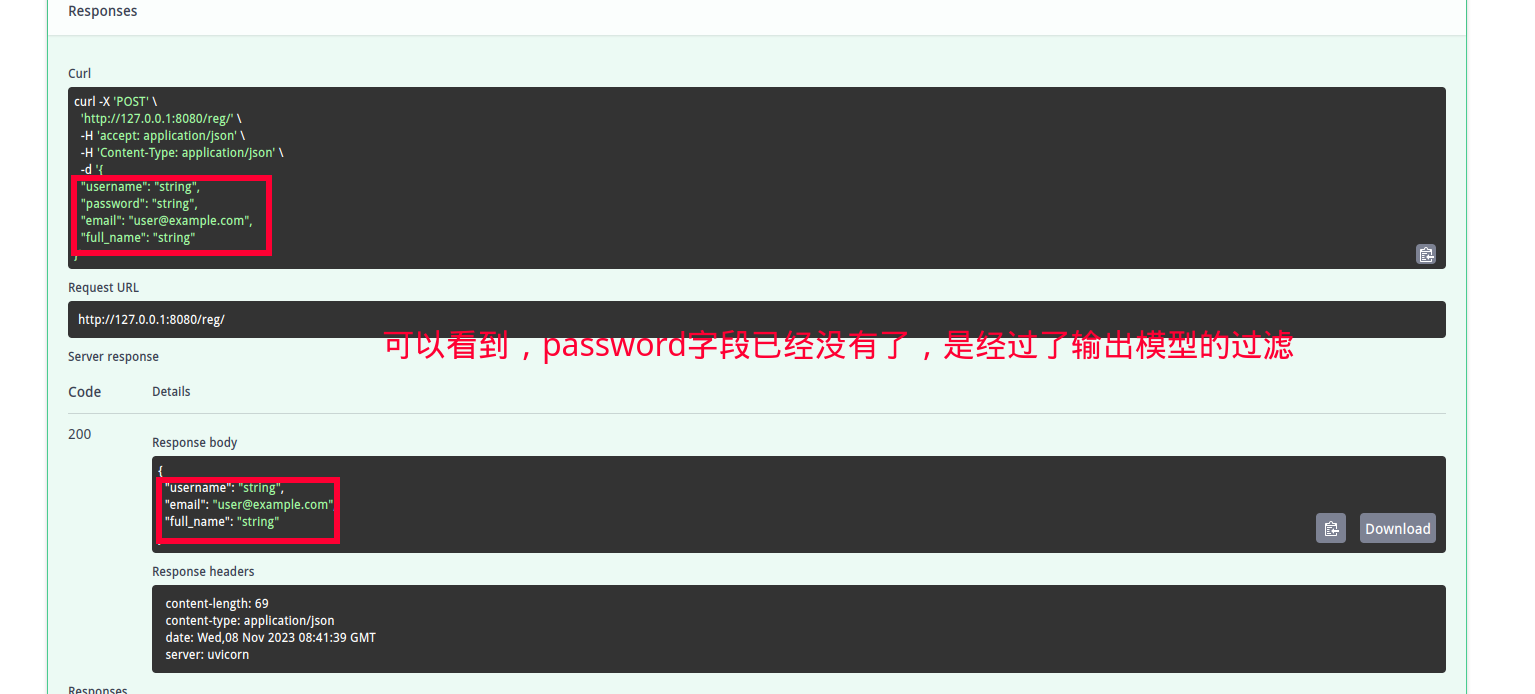 Responses
Curl
curl -X 'POST' \
'http://127.0.0.1:8080/reg/' \
-H 'accept: application/json' \
-H 'Content-Type: application/json' \
-d '{
"username": "string",
"password": "string",
"email": "user@example.com",
"full_name": "string"
}
Request URL
http://127.0.0.1:8080/reg/
可以看到，password字段已经没有了，是经过了输出模型的过滤
Server response
Code Details
200
Response body
{
"username": "string",
"email": "user@example.com"
"full_name": "string"
Download
Response headers
content-length: 69
content-type: application/json
date: Wed,08 Nov 2023 08:41:39 GMT
server: uvicorn
Responses